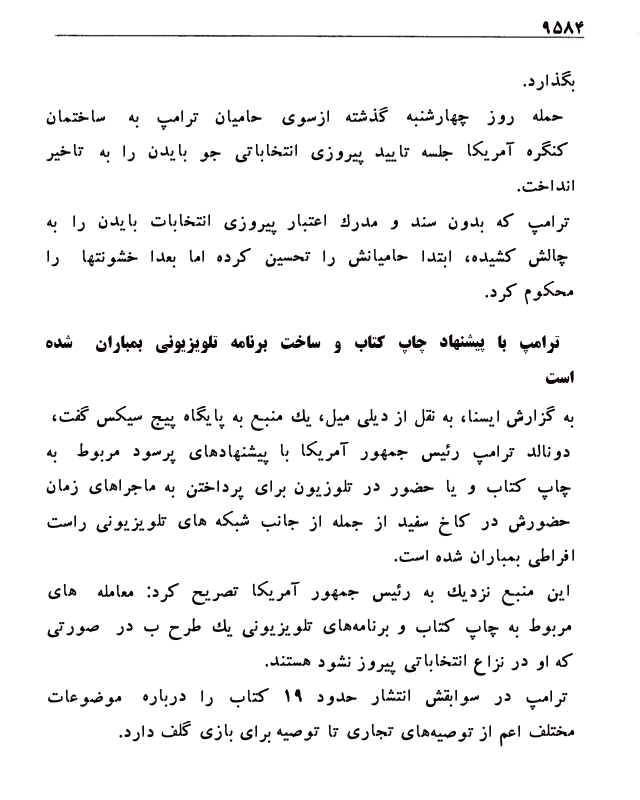 ۹۵۸۴
بگذارد.
حمله روز چهارشنبه گذشته ازسوی حامیان ترامپ به ساختمان
کنگره آمریکا جلسه تایید پیروزی انتخاباتی جو بایدن را به تاخیر
انداخت.
ترامپ که بدون سند و مدرك اعتبار پیروزی انتخابات بایدن را به
چالش کشیده، ابتدا حامیانش را تحسین کرده اما بعدا خشونتها را
محکوم کرد.
ترامپ با پیشنهاد چاپ کتاب و ساخت برنامه تلویزیونی بمباران شده
است
به گزارش ایسنا، به نقل از دیلی میل، یك منبع به پایگاه پیج سیکس گفت،
دونالد ترامپ رئیس جمهور آمریکا با پیشنهادهای پرسود مربوط به
چاپ کتاب و یا حضور در تلوزیون برای پرداختن به ماجراهای زمان
حضورش در کاخ سفید از جمله از جانب شبکه های تلویزیونی راست
افراطی بمباران شده است.
این منبع نزدیك به رئیس جمهور آمریکا تصریح کرد: معامله های
مربوط به چاپ کتاب و برنامه‌های تلویزیونی یك طرح ب در صورتی
که او در نزاع انتخاباتی پیروز نشود هستند.
ترامپ در سوابقش انتشار حدود ۱۹ کتاب را درباره موضوعات
مختلف اعم از توصیه‌های تجاری تا توصیه برای بازی گلف دارد.